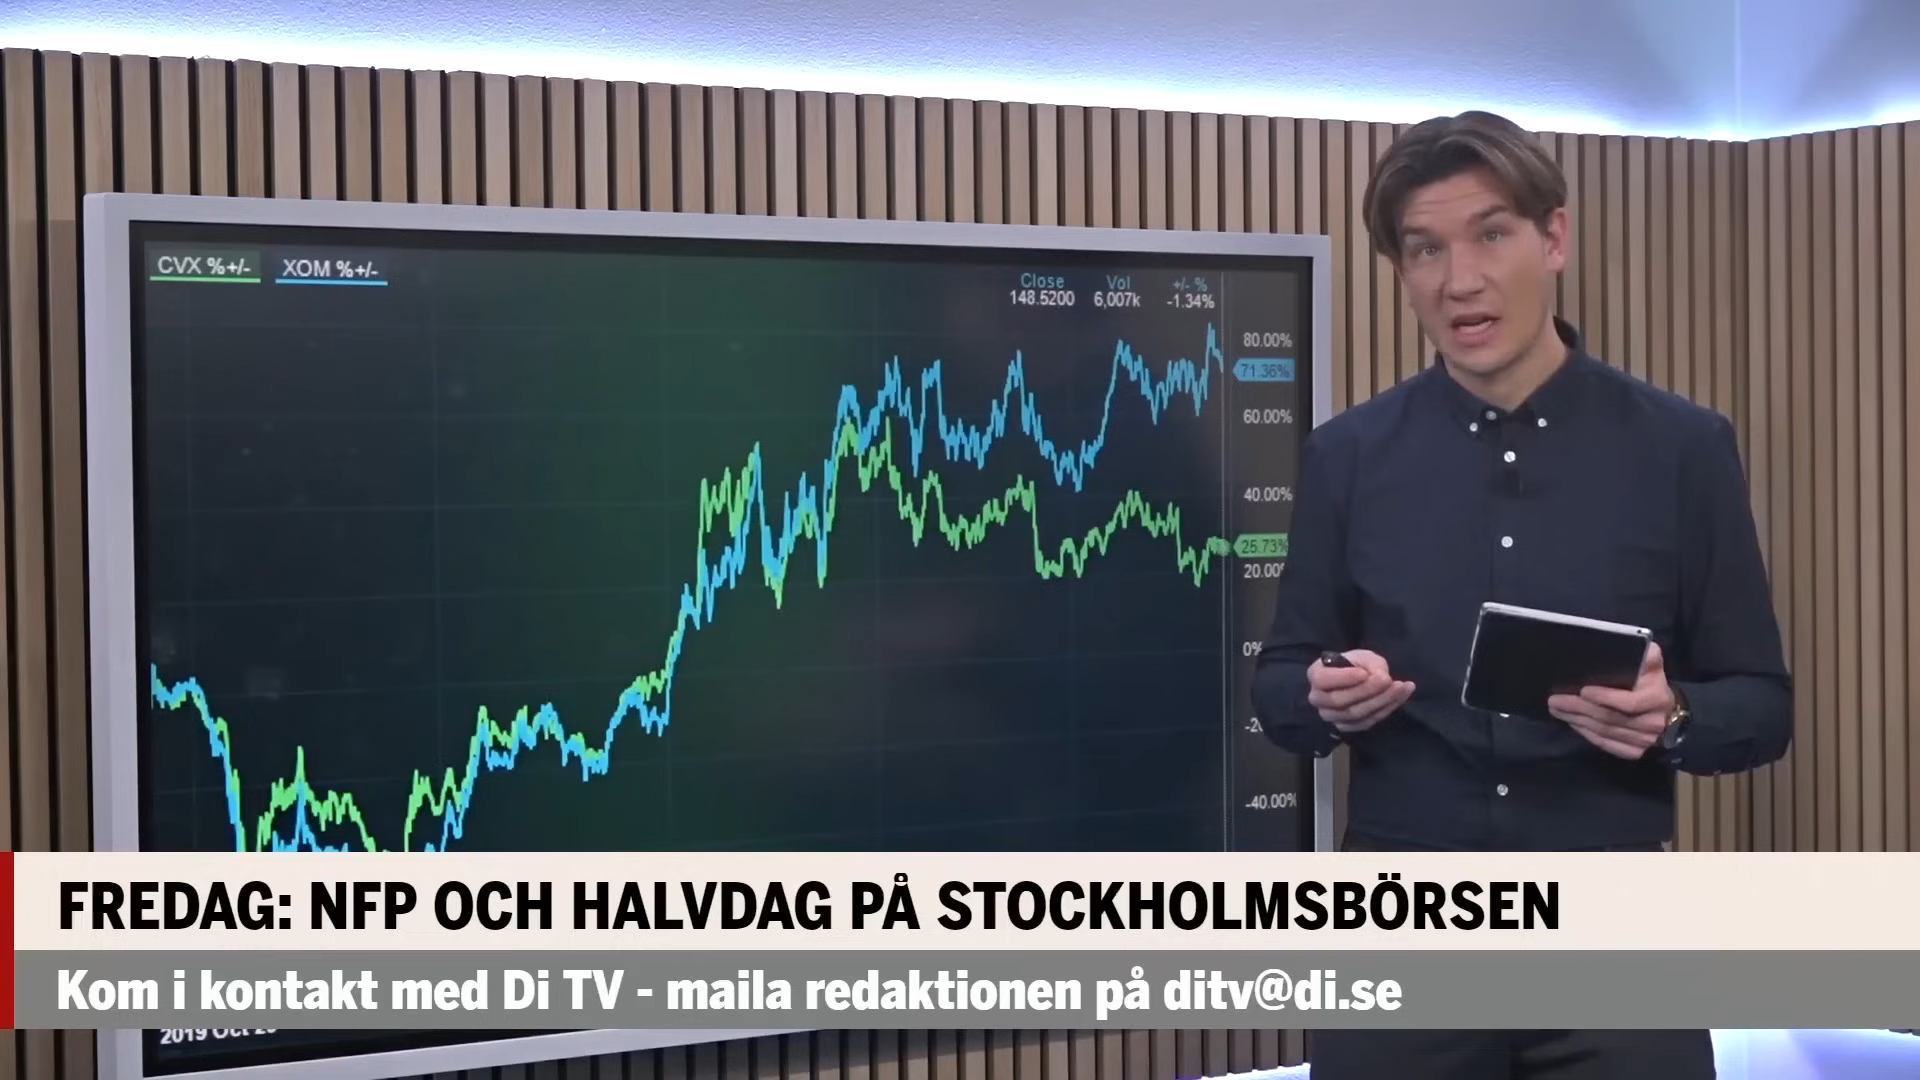 CVX %+/- XOM %+/-
Close Vol +/- %
148.5200 6,007k -1.34%
80.00%
71.36%
60.00%
40.00%
25.73%
20.00%
0%
-40.00%
FREDAG: NFP OCH HALVDAG PÅ STOCKHOLMSBÖRSEN
Kom i kontakt med Di TV - maila redaktionen på ditv@di.se
2019 Oct